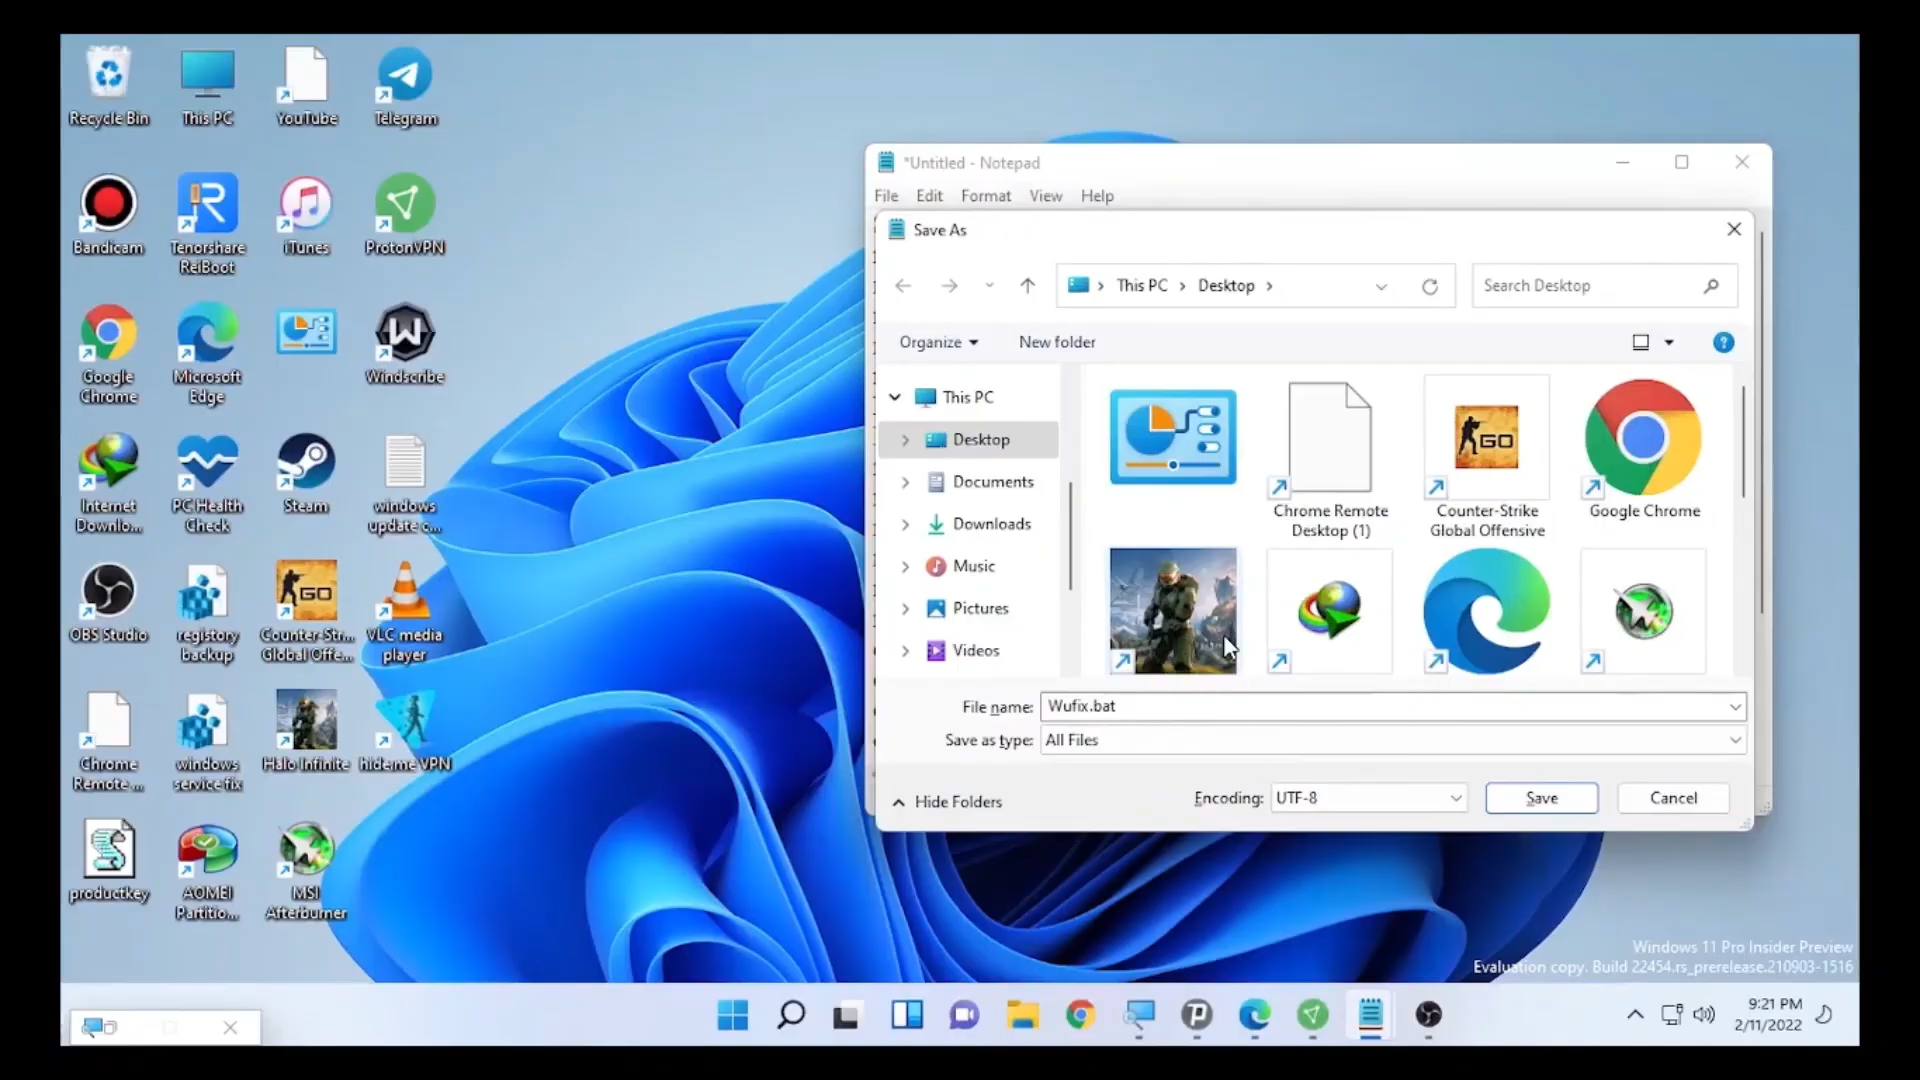 Recycle Bin
This PC
YouTube
Telegram
Bandicam
Tenorshare
ReiBoot
iTunes
ProtonVPN
Google
Chrome
Microsoft
Edge
Windscribe
Internet
Downlo...
PC Health
Check
Steam
windows
update c...
OBS Studio
registory
backup
Counter-Str...
Global Offe...
VLC media
player
Chrome
Remote ...
windows
service fix
Halo Infinite
hide.me VPN
productkey
AOMEI
Partitio...
MSI
Afterburner
GO
*Untitled - Notepad
File Edit Format View Help
Save As
This PC
Desktop
Search Desktop
Organize
New folder
This PC
Desktop
Documents
Downloads
Music
Pictures
Videos
GO
Chrome Remote
Desktop (1)
Counter-Strike
Global Offensive
Google Chrome
File name: Wufix.bat
Save as type: All Files
Hide Folders
Encoding: UTF-8
Save
Cancel
Windows 11 Pro Insider Preview
Evaluation copy. Build 22454.rs_prerelease.210903-1516
9:21 PM
2/11/2022